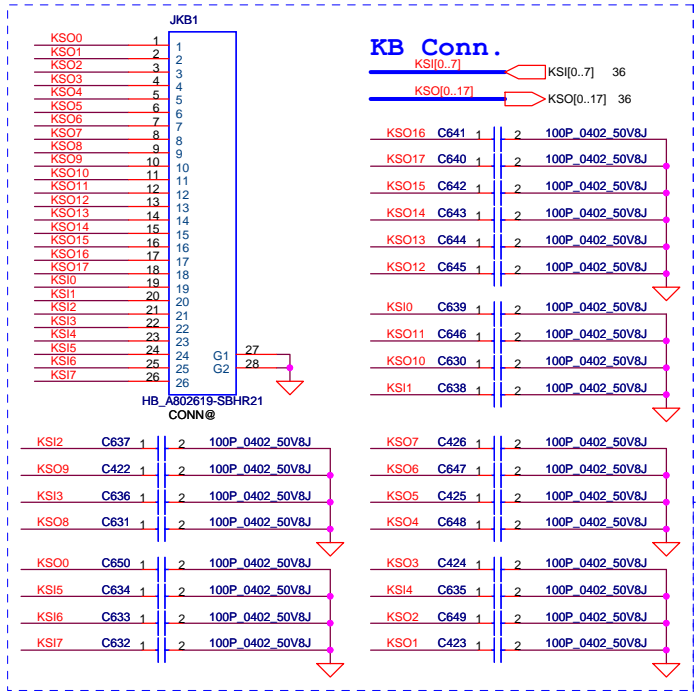 JKB1
KSO0 1 1
KSO1 2 2
KSO2 3 3
KSO3 4 4
KSO4 5 5
KSO5 6 6
KSO6 7 7
KSO7 8 8
KSO8 9 9
KSO9 10 10
KSO10 11 11
KSO11 12 12
KSO12 13 13
KSO13 14 14
KSO14 15 15
KSO15 16 16
KSO16 17 17
KSO17 18 18
KSI0 19 19
KSI1 20 20
KSI2 21 21
KSI3 22 22
KSI4 23 23
KSI5 24 24 G1 27
KSI6 25 25 G2 28
KSI7 26 26
HB_A802619-SBHR21
CONN@
KB Conn.
KSI[0..7] KSI[0..7] 36
KSO[0..17] KSO[0..17] 36
KSO16 C641 1 2 100P_0402_50V8J
KSO17 C640 1 2 100P_0402_50V8J
KSO15 C642 1 2 100P_0402_50V8J
KSO14 C643 1 2 100P_0402_50V8J
KSO13 C644 1 2 100P_0402_50V8J
KSO12 C645 1 2 100P_0402_50V8J
KSI0 C639 1 2 100P_0402_50V8J
KSO11 C646 1 2 100P_0402_50V8J
KSO10 C630 1 2 100P_0402_50V8J
KSI1 C638 1 2 100P_0402_50V8J
KSI2 C637 1 2 100P_0402_50V8J
KSO9 C422 1 2 100P_0402_50V8J
KSI3 C636 1 2 100P_0402_50V8J
KSO8 C631 1 2 100P_0402_50V8J
KSO0 C650 1 2 100P_0402_50V8J
KSI5 C634 1 2 100P_0402_50V8J
KSI6 C633 1 2 100P_0402_50V8J
KSI7 C632 1 2 100P_0402_50V8J
KSO7 C426 1 2 100P_0402_50V8J
KSO6 C647 1 2 100P_0402_50V8J
KSO5 C425 1 2 100P_0402_50V8J
KSO4 C648 1 2 100P_0402_50V8J
KSO3 C424 1 2 100P_0402_50V8J
KSI4 C635 1 2 100P_0402_50V8J
KSO2 C649 1 2 100P_0402_50V8J
KSO1 C423 1 2 100P_0402_50V8J